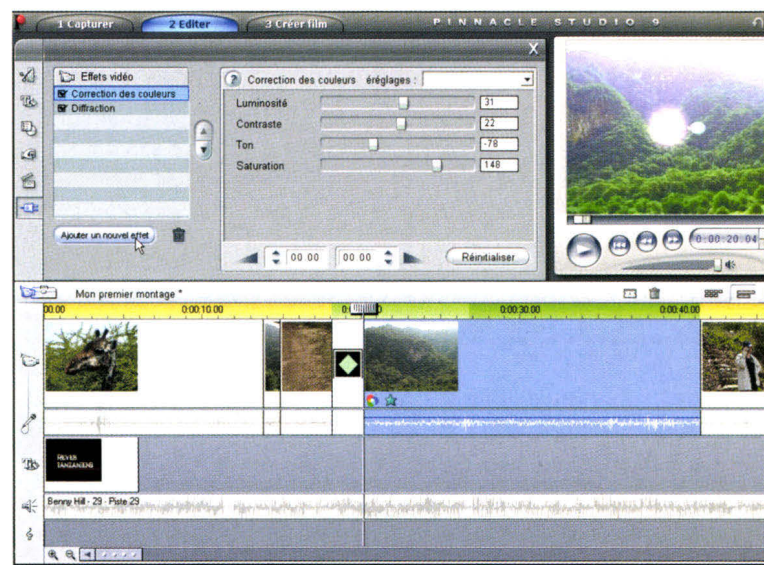 1 Capturer 2 Editer 3 Créer film PINNACLE STUDIO 9
X
Effets vidéo
Correction des couleurs
Diffraction
Ajouter un nouvel effet
? Correction des couleurs éréglages :
Luminosité 31
Contraste 22
Ton -78
Saturation 148
00 00 00 00 Réinitialiser
0:00:20.04
Mon premier montage *
00.00 0:00:10.00 0:00:30.00 0:00:40.00
Benny Hill - 29 - Piste 29